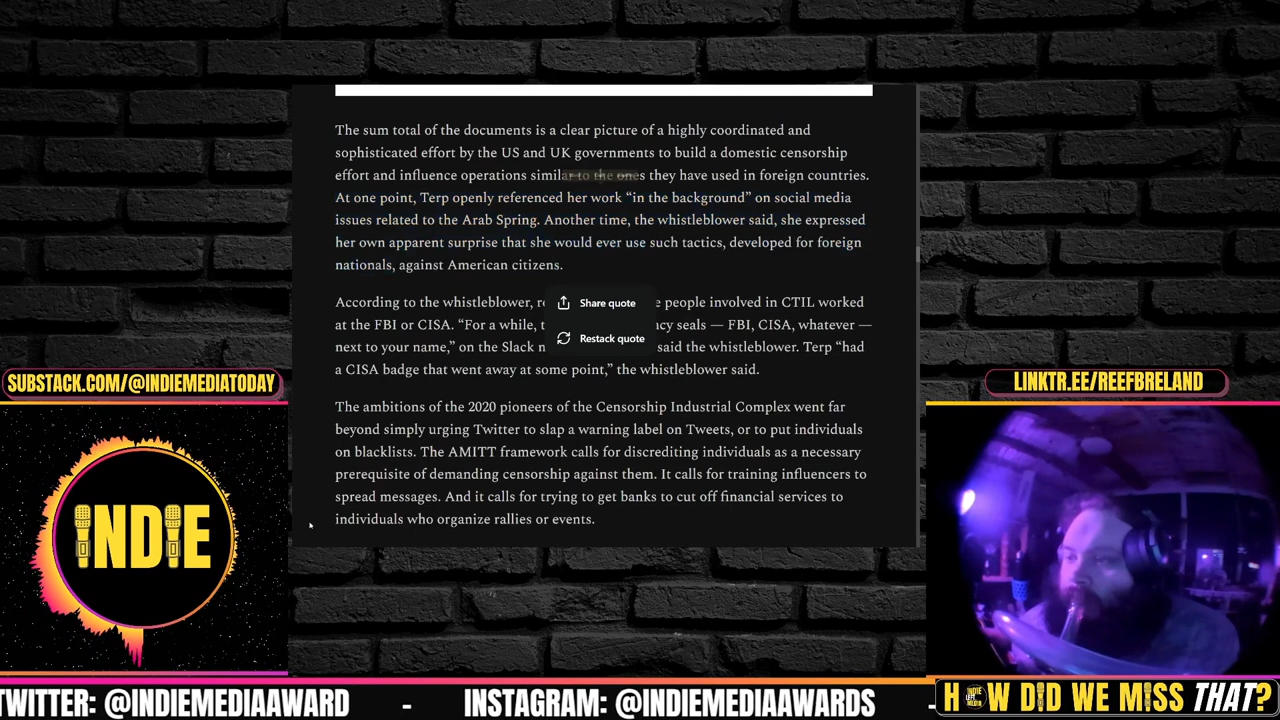 The sum total of the documents is a clear picture of a highly coordinated and
sophisticated effort by the US and UK governments to build a domestic censorship
effort and influence operations similar to the ones they have used in foreign countries.
At one point, Terp openly referenced her work “in the background” on social media
issues related to the Arab Spring. Another time, the whistleblower said, she expressed
her own apparent surprise that she would ever use such tactics, developed for foreign
nationals, against American citizens.
According to the whistleblower, people involved in CTIL worked
Share quote
at the FBI or CISA. “For a while, seals — FBI, CISA, whatever —
Restack quote
next to your name,” on the Slack said the whistleblower. Terp “had
a CISA badge that went away at some point,” the whistleblower said.
The ambitions of the 2020 pioneers of the Censorship Industrial Complex went far
beyond simply urging Twitter to slap a warning label on Tweets, or to put individuals
on blacklists. The AMITT framework calls for discrediting individuals as a necessary
prerequisite of demanding censorship against them. It calls for training influencers to
spread messages. And it calls for trying to get banks to cut off financial services to
individuals who organize rallies or events.
SUBSTACK.COM/@INDIEMEDIATODAY
LINKTR.EE/REEFBRELAND
INDIE
TWITTER: @INDIEMEDIAAWARD - INSTAGRAM: @INDIEMEDIAAWARDS -
HOW DID WE MISS THAT?